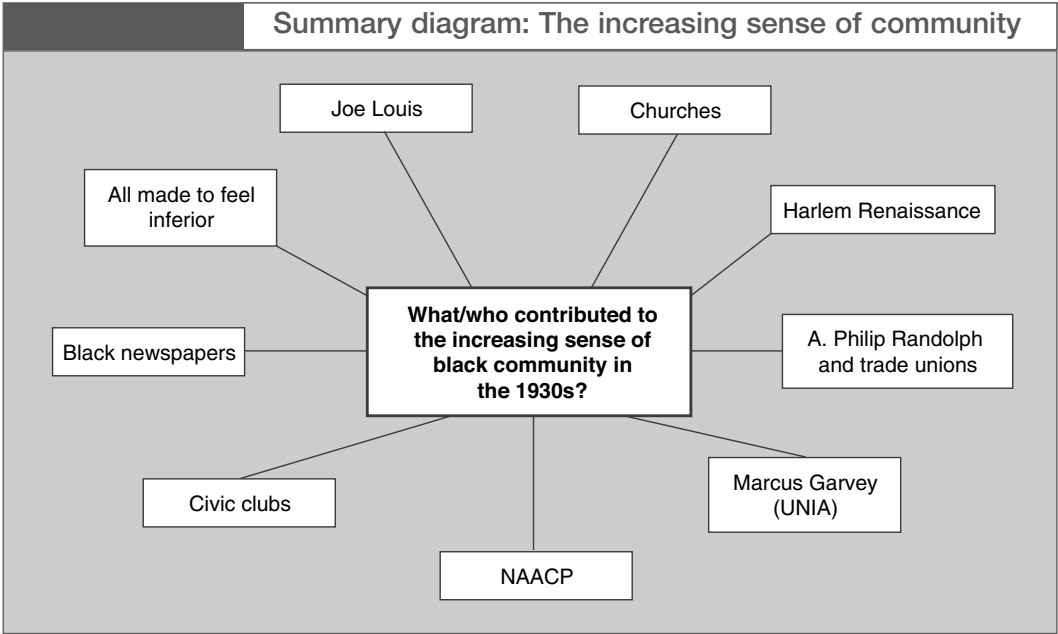 Summary diagram: The increasing sense of community
Joe Louis
Churches
All made to feel
inferior
Harlem Renaissance
What/who contributed to
the increasing sense of
black community in
the 1930s?
Black newspapers
A. Philip Randolph
and trade unions
Civic clubs
Marcus Garvey
(UNIA)
NAACP